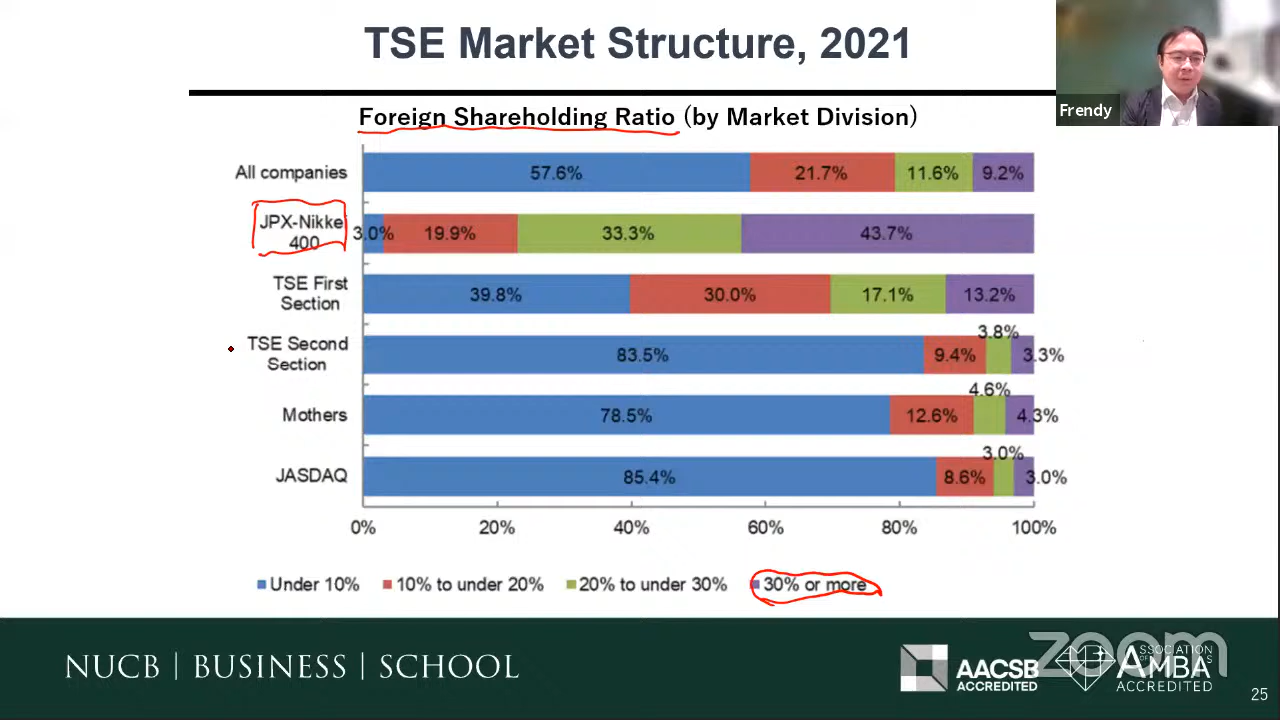 TSE Market Structure, 2021
Frendy
Foreign Shareholding Ratio (by Market Division)
All companies
57.6%
21.7%
11.6%
9.2%
JPX-Nikke
400
3.0%
19.9%
33.3%
43.7%
TSE First
Section
39.8%
30.0%
17.1%
13.2%
TSE Second
Section
83.5%
9.4%
3.8%
3.3%
Mothers
78.5%
12.6%
4.6%
4.3%
JASDAQ
85.4%
8.6%
3.0%
3.0%
0%
20%
40%
60%
80%
100%
Under 10%
10% to under 20%
20% to under 30%
30% or more
NUCB | BUSINESS | SCHOOL
AACSB
ACCREDITED
zoom
AMBA
ACCREDITED
25